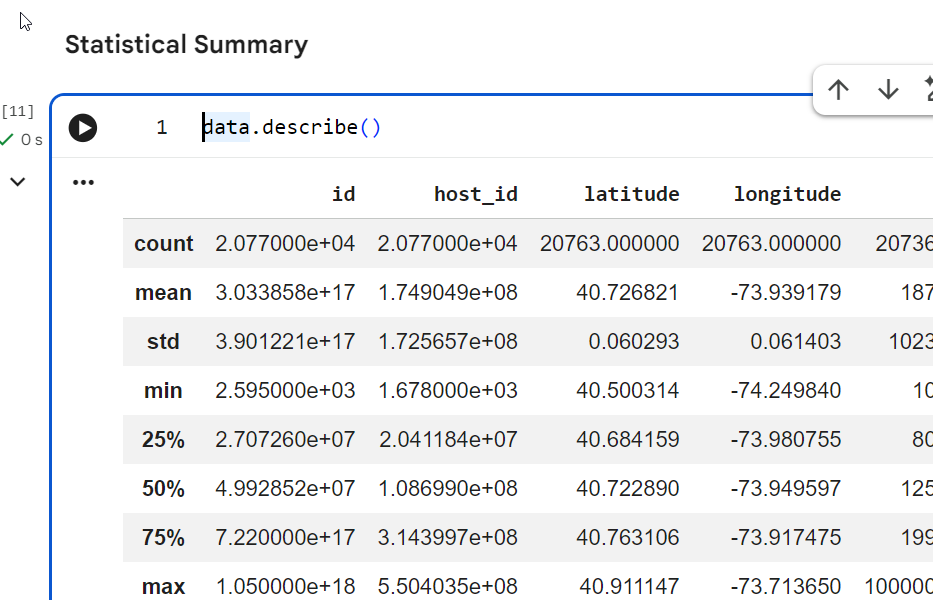 Statistical Summary
[11]
0 s
1 data.describe()
id host_id latitude longitude
count 2.077000e+04 2.077000e+04 20763.000000 20763.000000 20736
mean 3.033858e+17 1.749049e+08 40.726821 -73.939179 187
std 3.901221e+17 1.725657e+08 0.060293 0.061403 1023
min 2.595000e+03 1.678000e+03 40.500314 -74.249840 10
25% 2.707260e+07 2.041184e+07 40.684159 -73.980755 80
50% 4.992852e+07 1.086990e+08 40.722890 -73.949597 125
75% 7.220000e+17 3.143997e+08 40.763106 -73.917475 199
max 1.050000e+18 5.504035e+08 40.911147 -73.713650 100000